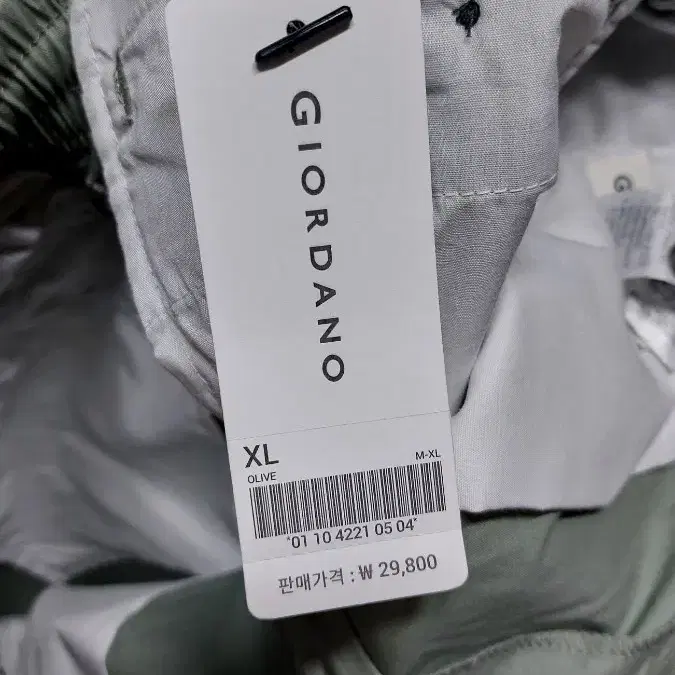 GIORDANO
XL
OLIVE M-XL
*01 10 4221 05 04*
판매가격 : ₩ 29,800
G